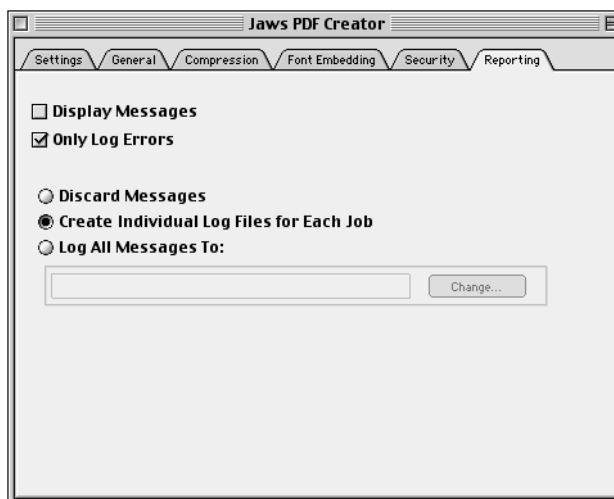 Jaws PDF Creator
Settings General Compression Font Embedding Security Reporting
Display Messages
Only Log Errors
Discard Messages
Create Individual Log Files for Each Job
Log All Messages To:
Change...